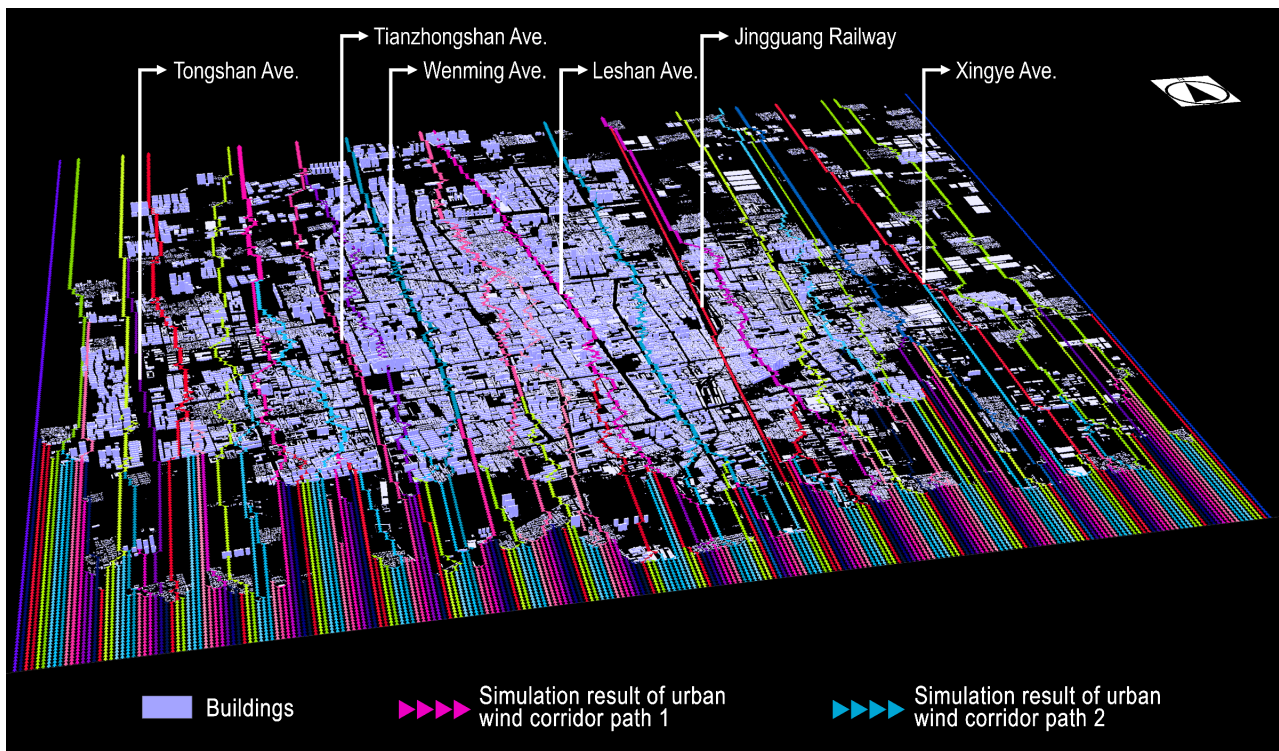 Tianzhongshan Ave.
Jingguang Railway
Tongshan Ave.
Wenming Ave.
Leshan Ave.
Xingye Ave.
Buildings
Simulation result of urban
wind corridor path 1
Simulation result of urban
wind corridor path 2